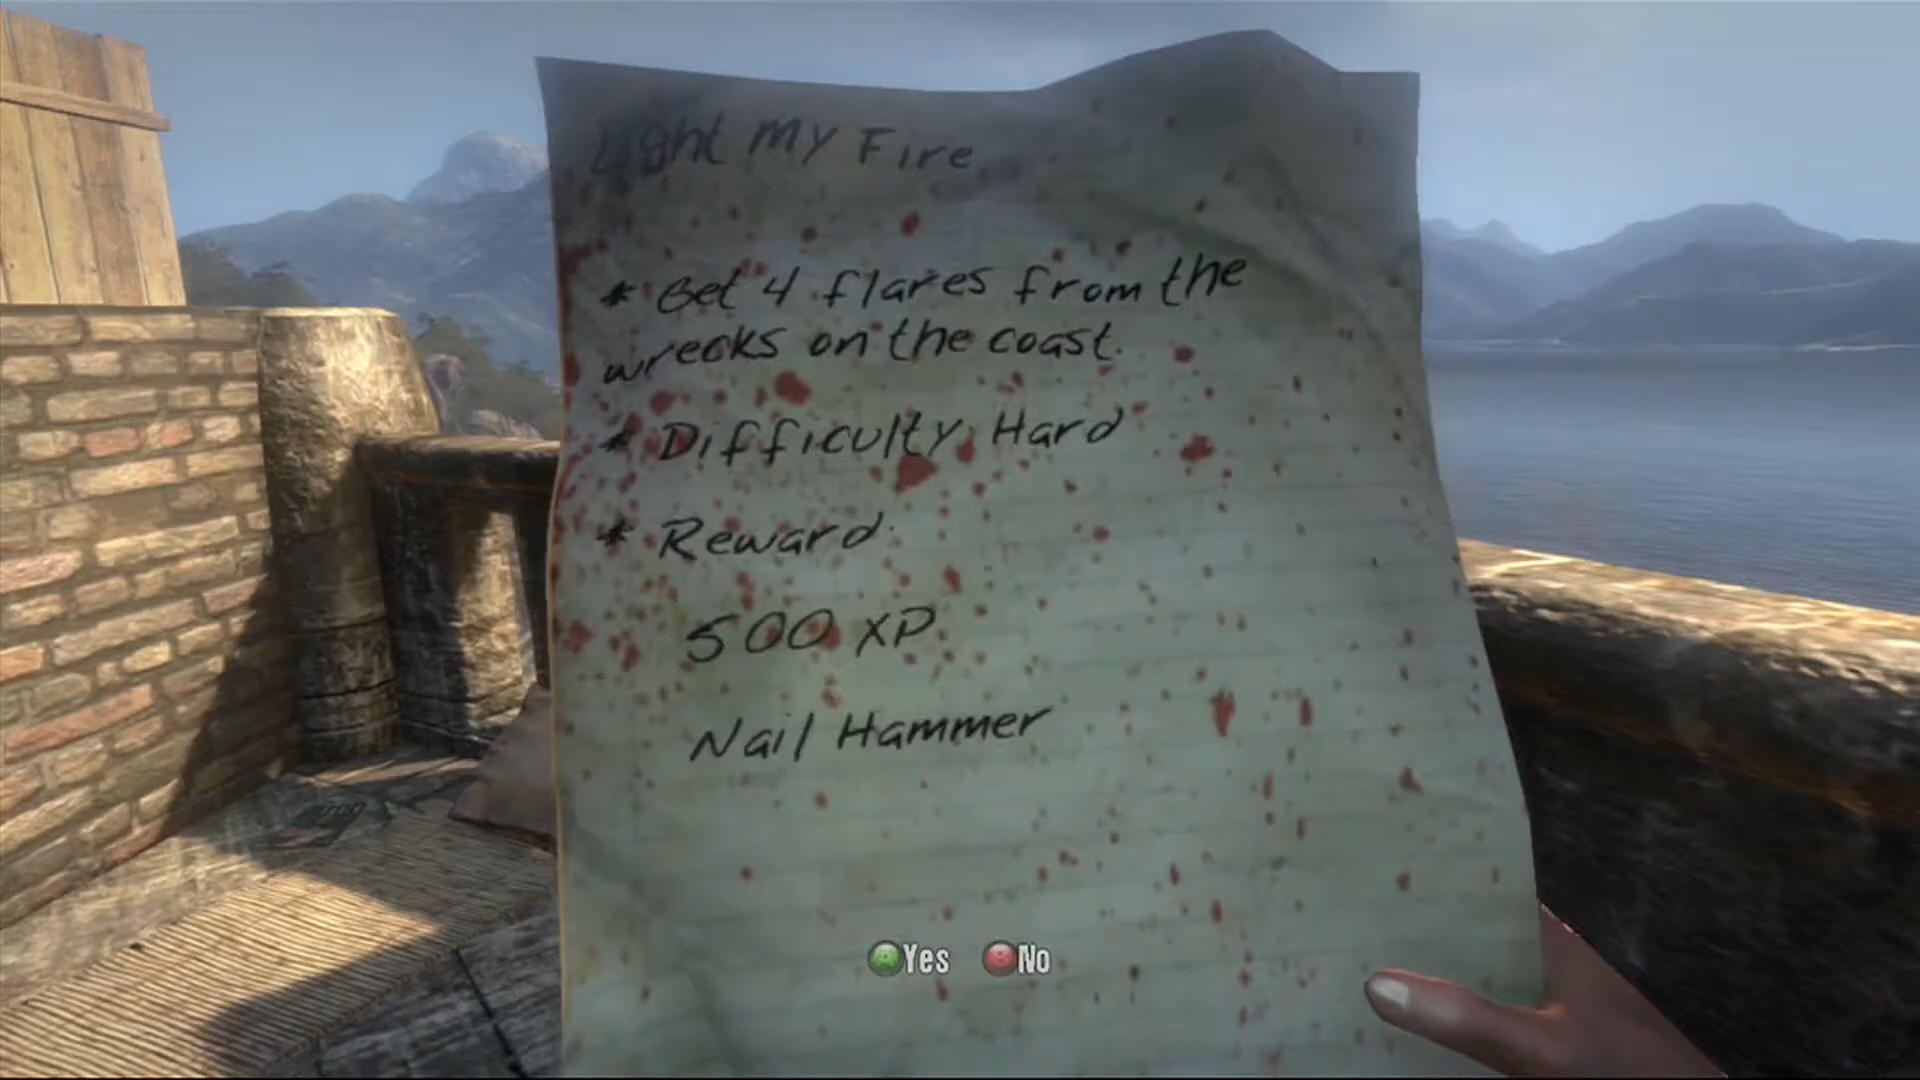 Light My Fire
* Get 4 flares from the
wrecks on the coast.
* Difficulty: Hard
* Reward:
500 XP
Nail Hammer
A Yes B No